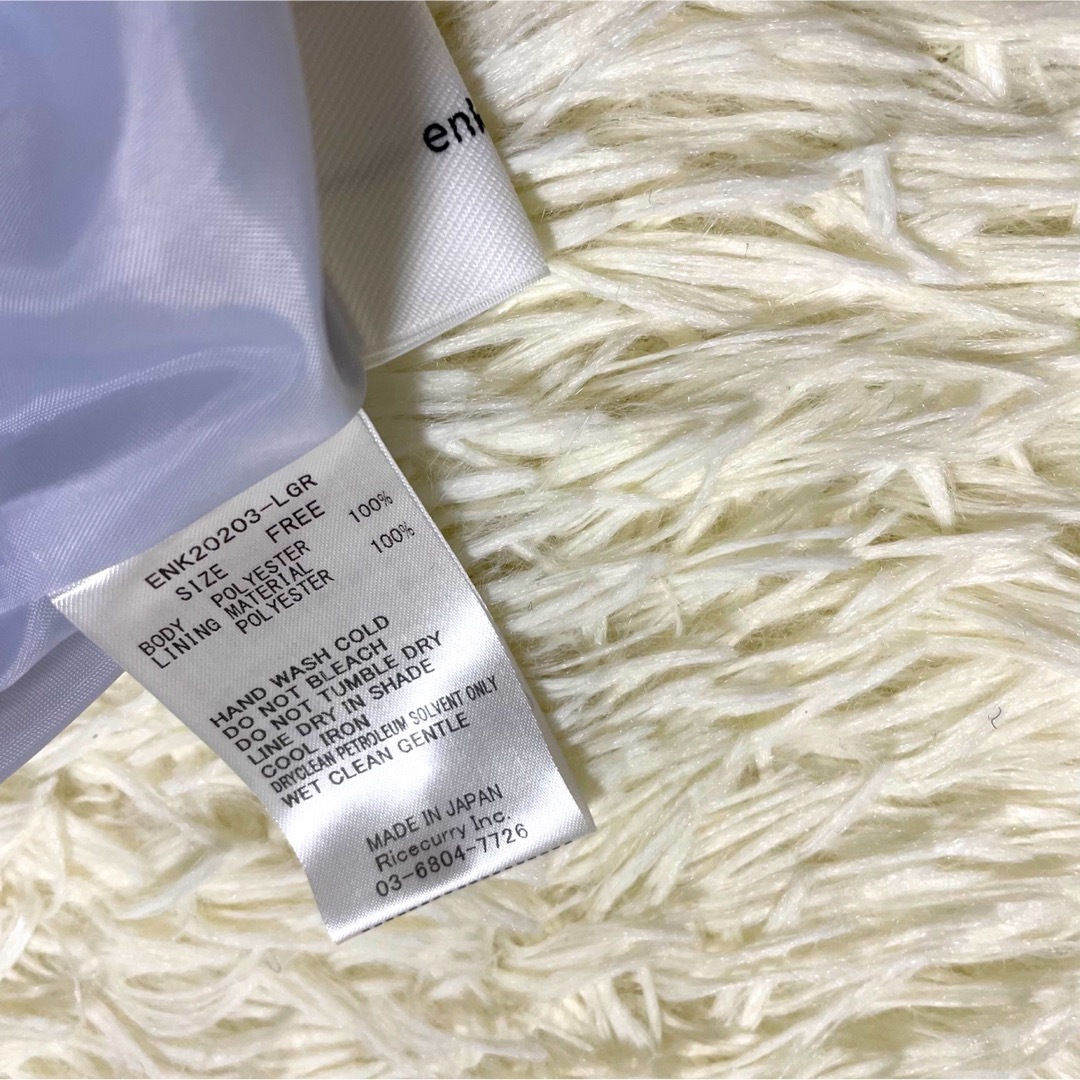 ENK20203-LGR
SIZE FREE
BODY
POLYESTER 100%
LINING MATERIAL
POLYESTER 100%
HAND WASH COLD
DO NOT BLEACH
DO NOT TUMBLE DRY
LINE DRY IN SHADE
COOL IRON
DRYCLEAN PETROLEUM SOLVENT ONLY
WET CLEAN GENTLE
MADE IN JAPAN
Ricecurry Inc.
03-6804-7726